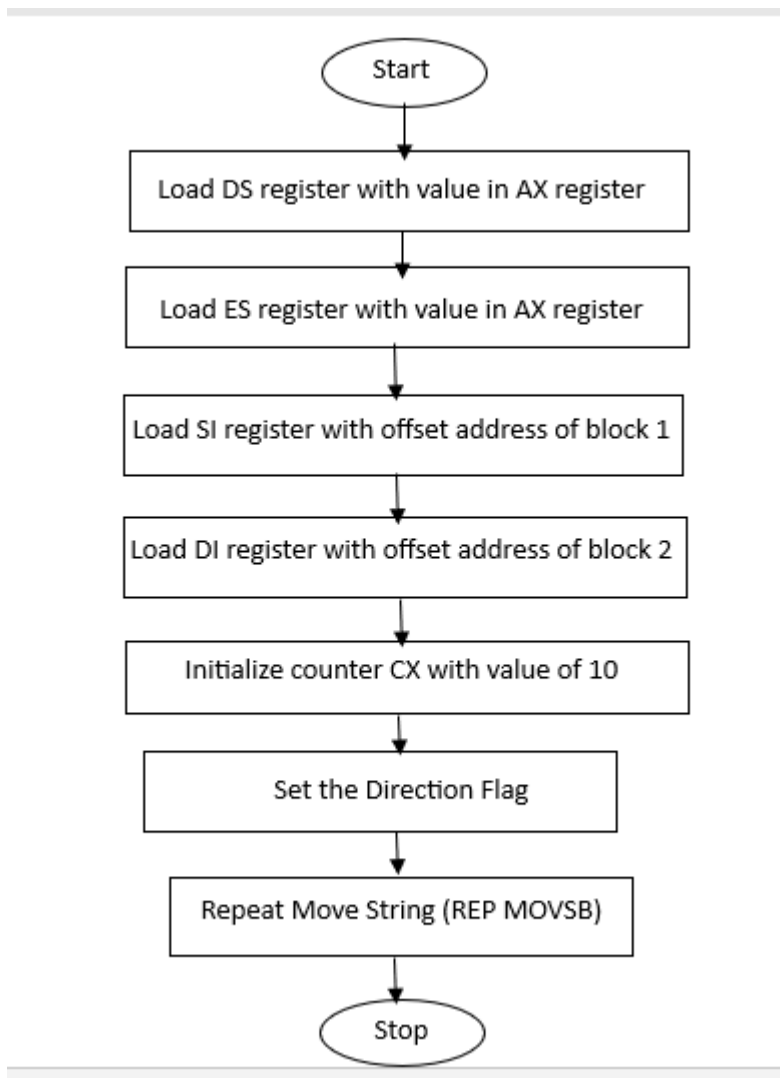 Start
Load DS register with value in AX register
Load ES register with value in AX register
Load SI register with offset address of block 1
Load DI register with offset address of block 2
Initialize counter CX with value of 10
Set the Direction Flag
Repeat Move String (REP MOVSB)
Stop